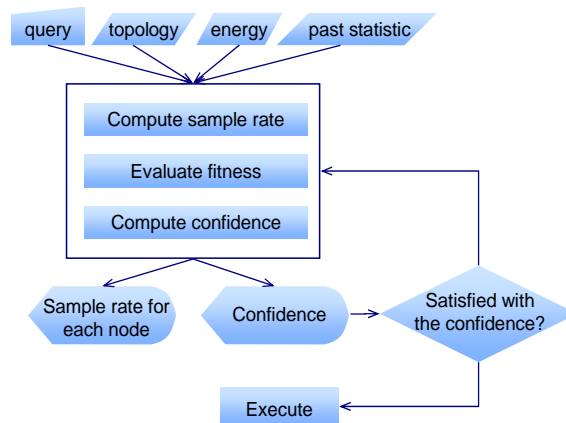 query
topology
energy
past statistic
Compute sample rate
Evaluate fitness
Compute confidence
Sample rate for
each node
Confidence
Satisfied with
the confidence?
Execute